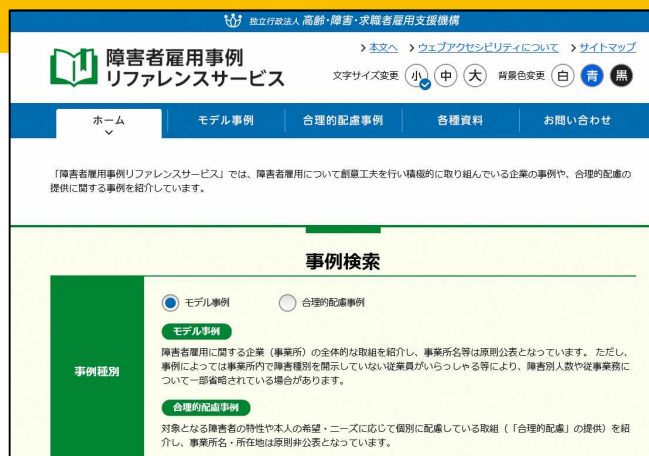 独立行政法人 高齢・障害・求職者雇用支援機構
本文へ ウェブアクセシビリティについて サイトマップ
障害者雇用事例
リファレンスサービス
文字サイズ変更 小 中 大 背景色変更 白 青 黒
ホーム モデル事例 合理的配慮事例 各種資料 お問い合わせ
「障害者雇用事例リファレンスサービス」では、障害者雇用について創意工夫を行い積極的に取り組んでいる企業の事例や、合理的配慮の
提供に関する事例を紹介しています。
事例検索
事例種別
モデル事例 合理的配慮事例
モデル事例
障害者雇用に関する企業（事業所）の全体的な取組を紹介し、事業所名等は原則公表となっています。 ただし、
事例によっては事業所内で障害種別を開示していない従業員がいらっしゃる等により、障害別人数や従事業務に
ついて一部省略されている場合があります。
合理的配慮事例
対象となる障害者の特性や本人の希望・ニーズに応じて個別に配慮している取組（「合理的配慮」の提供）を紹
介し、事業所名・所在地は原則非公表となっています。